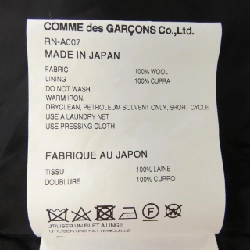 COMME des GARÇONS Co.,Ltd.
RN-AC07
MADE IN JAPAN
FABRIC 100% WOOL
LINING 100% CUPRA
DO NOT WASH
WARM IRON
DRYCLEAN, PETROLEUM SOLVENT ONLY, SHORT CYCLE
USE A LAUNDRY NET
USE PRESSING CLOTH
FABRIQUE AU JAPON
TISSU 100% LAINE
DOUBLURE 100% CUPRO